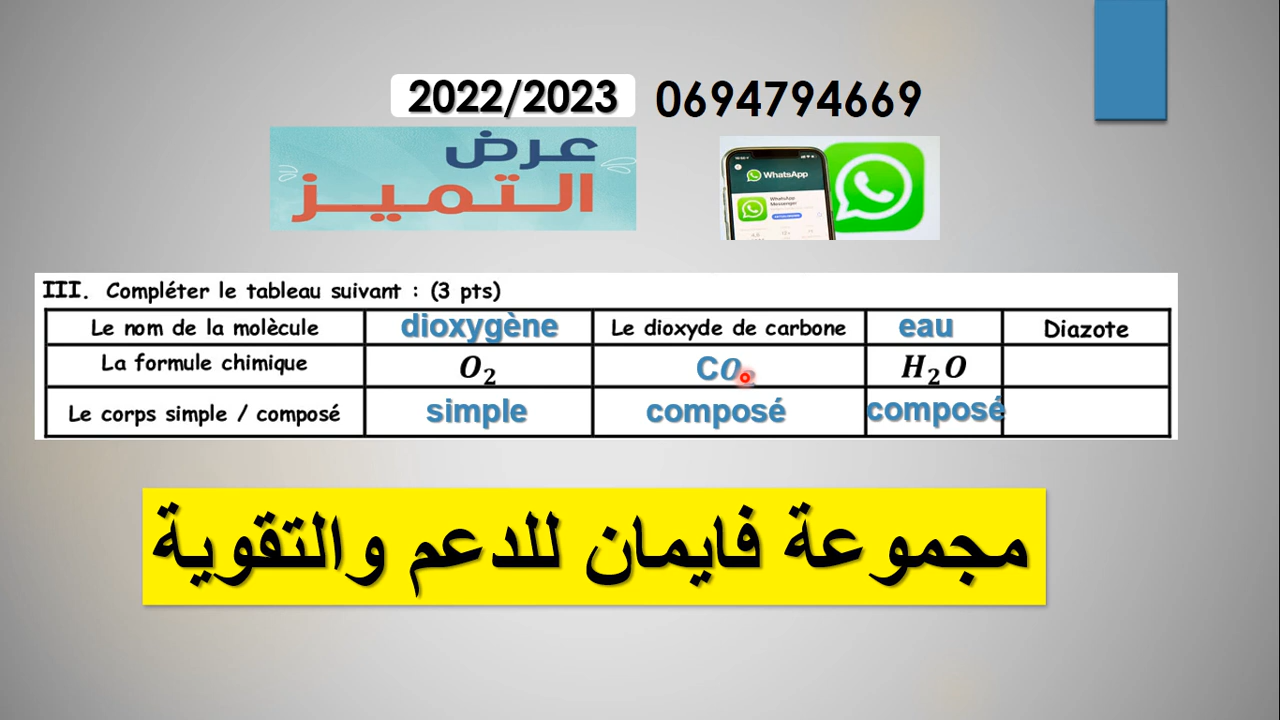 2022/2023 0694794669
عرض
التميز
WhatsApp
WhatsApp
Messenger
III. Compléter le tableau suivant : (3 pts)
Le nom de la molècule dioxygène Le dioxyde de carbone eau Diazote
La formule chimique O₂ CO₂ H₂O
Le corps simple / composé simple composé composé
مجموعة فايمان للدعم والتقوية